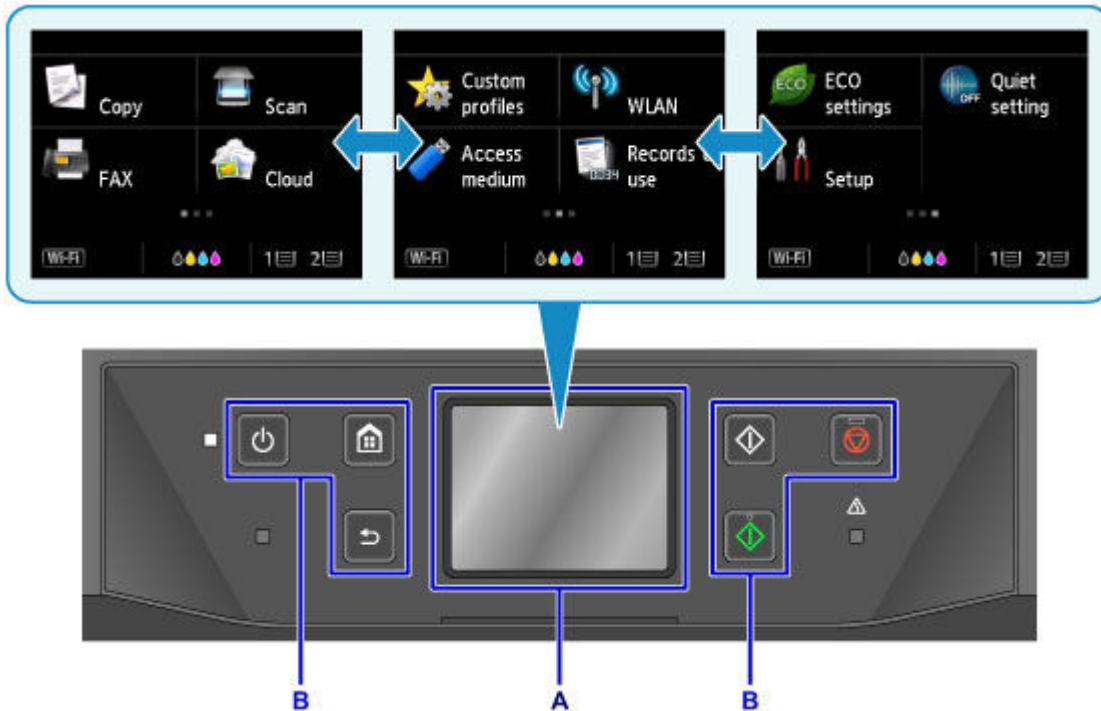 Copy
Scan
FAX
Cloud
Wi-Fi
1 2
Custom
profiles
WLAN
Access
medium
Records
use
Wi-Fi
1 2
ECO
ECO
settings
OFF
Quiet
setting
Setup
Wi-Fi
1 2
B
A
B